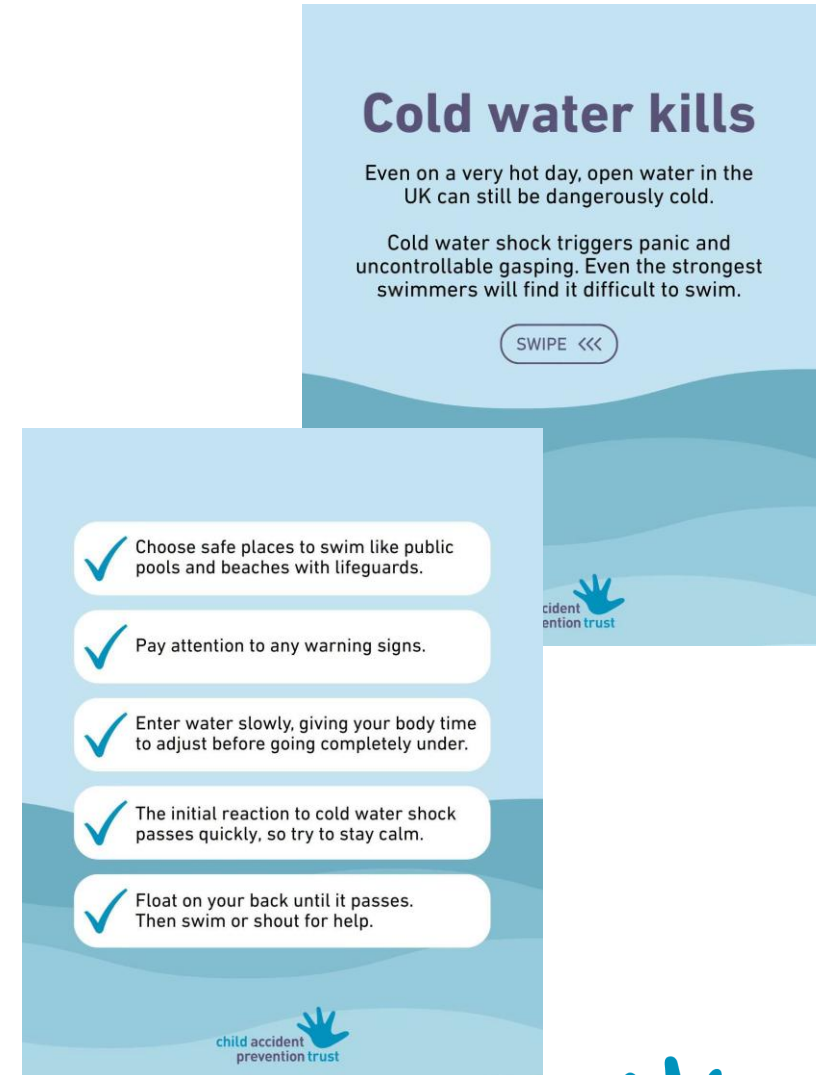 Cold water kills
Even on a very hot day, open water in the
UK can still be dangerously cold.
Cold water shock triggers panic and
uncontrollable gasping. Even the strongest
swimmers will find it difficult to swim.
SWIPE <<<
cident
ention trust
Choose safe places to swim like public
pools and beaches with lifeguards.
Pay attention to any warning signs.
Enter water slowly, giving your body time
to adjust before going completely under.
The initial reaction to cold water shock
passes quickly, so try to stay calm.
Float on your back until it passes.
Then swim or shout for help.
child accident
prevention trust